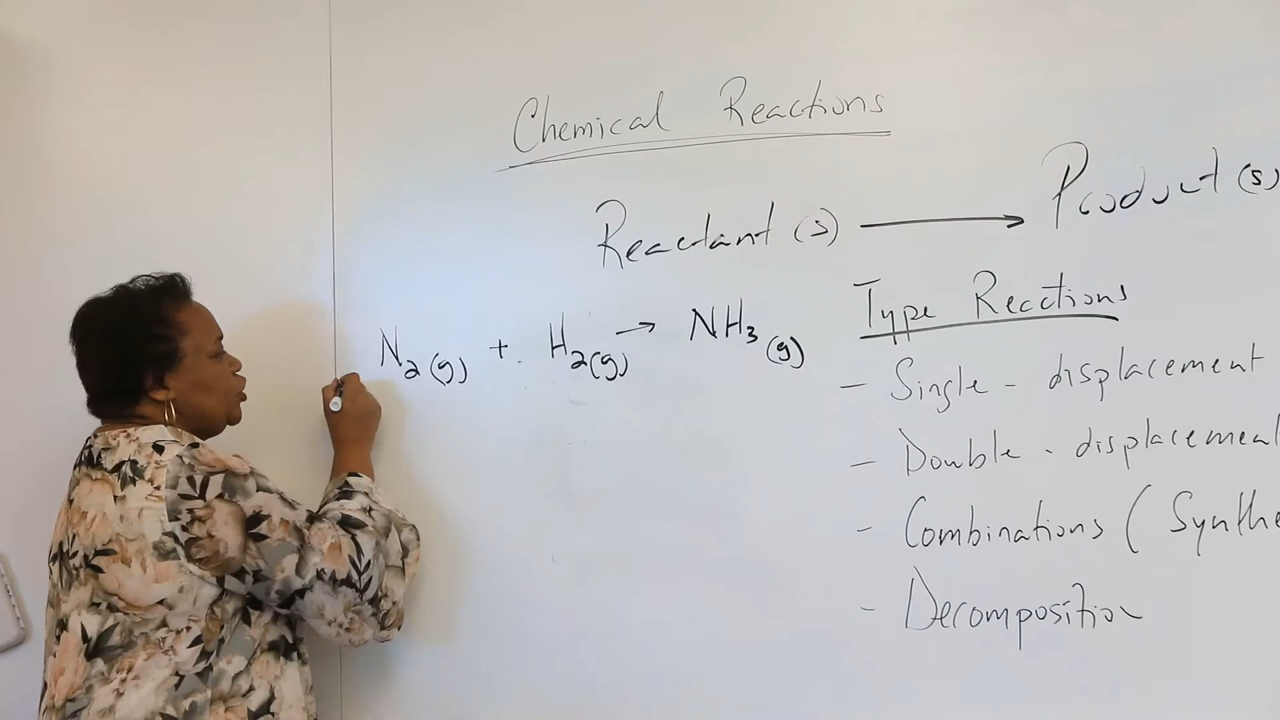 Chemical Reactions
Reactant (s) → Product (s)
N₂ (g) + H₂(g) → NH₃ (g)
Type Reactions
- Single - displacement
- Double - displacement
- Combinations ( Synthe
- Decomposition